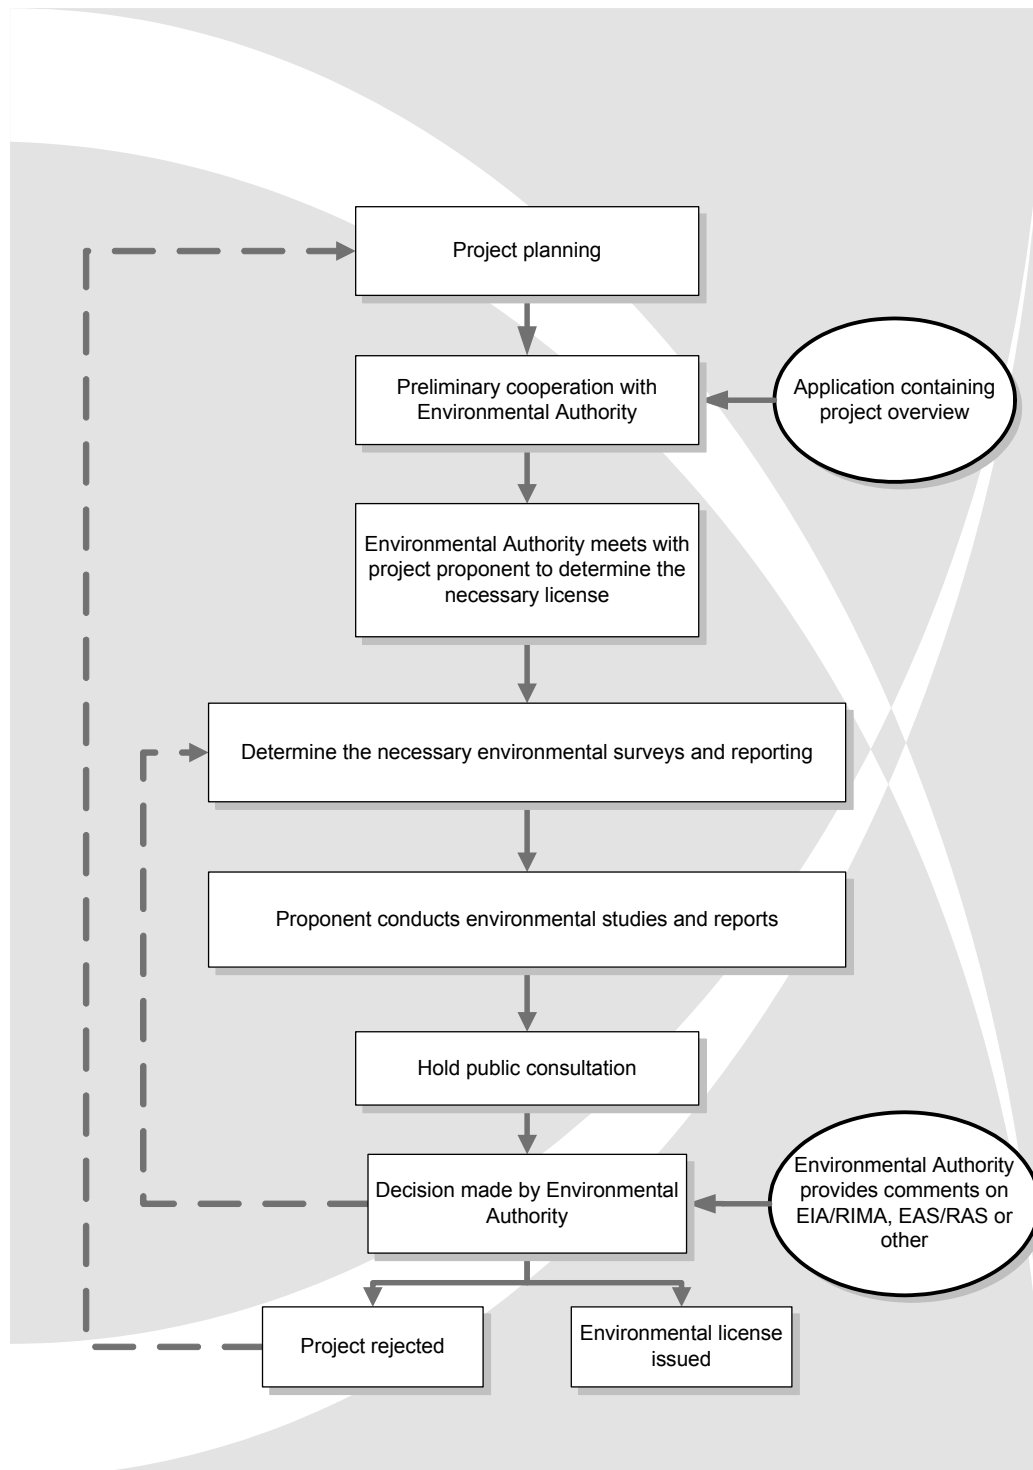 Project planning
Preliminary cooperation with
Environmental Authority
Application containing
project overview
Environmental Authority meets with
project proponent to determine the
necessary license
Determine the necessary environmental surveys and reporting
Proponent conducts environmental studies and reports
Hold public consultation
Decision made by Environmental
Authority
Environmental Authority
provides comments on
EIA/RIMA, EAS/RAS or
other
Project rejected
Environmental license
issued